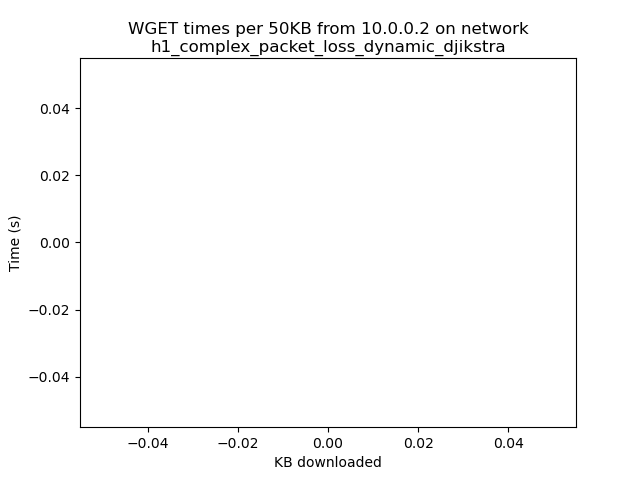 WGET times per 50KB from 10.0.0.2 on network
h1_complex_packet_loss_dynamic_djikstra
0.04
0.02
0.00
−0.02
−0.04
Time (s)
−0.04 −0.02 0.00 0.02 0.04
KB downloaded